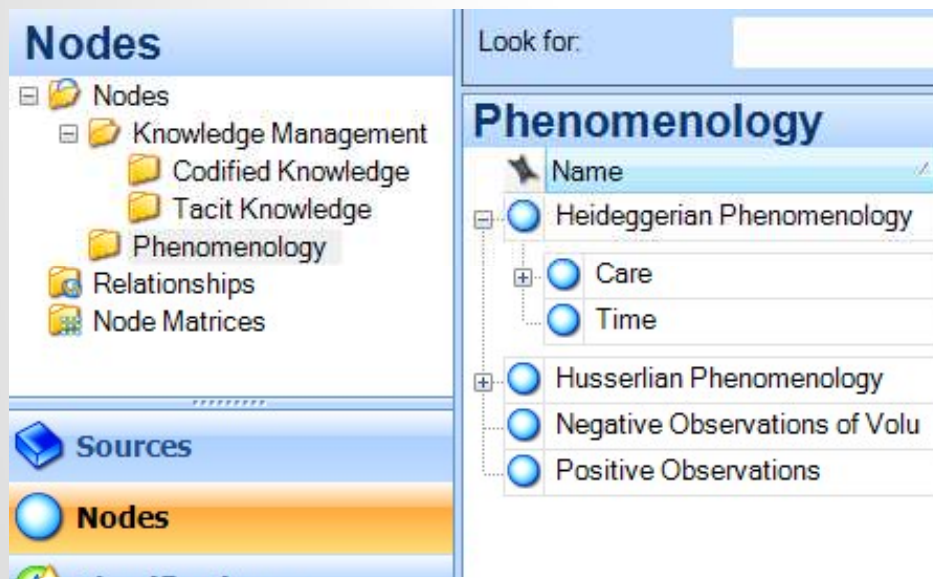 Nodes
Nodes
Knowledge Management
Codified Knowledge
Tacit Knowledge
Phenomenology
Relationships
Node Matrices
Sources
Nodes
Look for:
Phenomenology
Name
Heideggerian Phenomenology
Care
Time
Husserlian Phenomenology
Negative Observations of Volu
Positive Observations